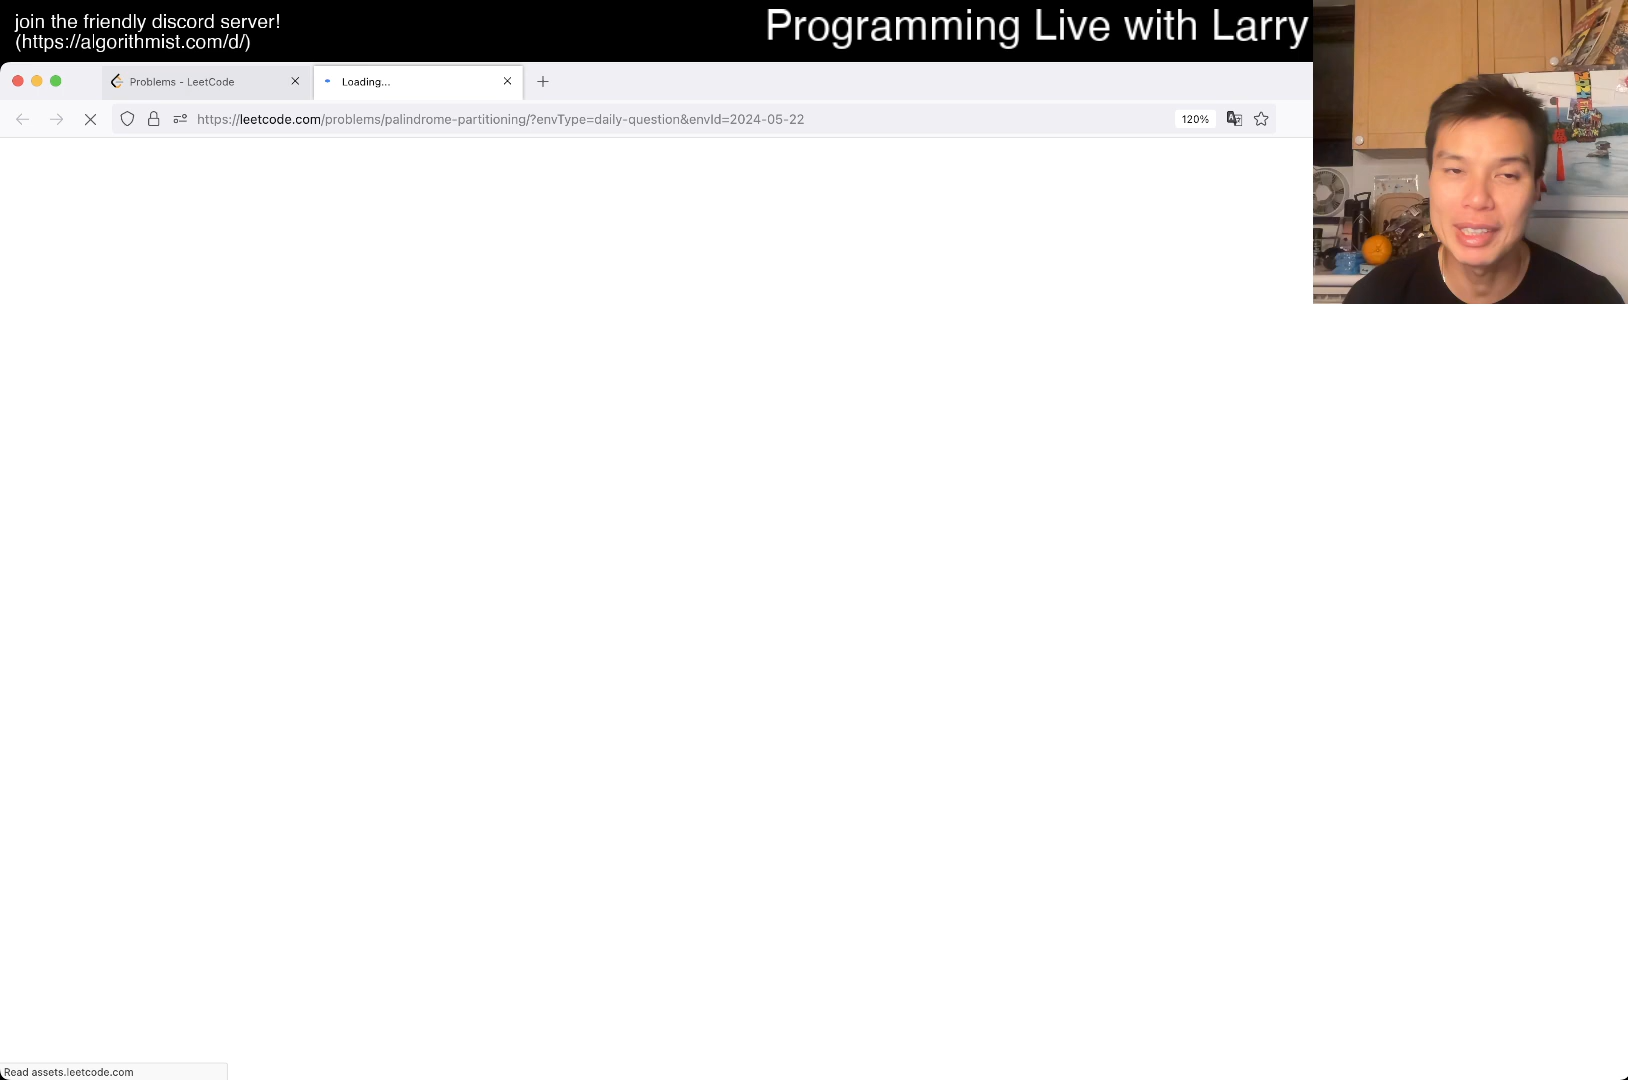 join the friendly discord server!
(https://algorithmist.com/d/)
Programming Live with Larry
Problems - LeetCode
Loading...
https://leetcode.com/problems/palindrome-partitioning/?envType=daily-question&envId=2024-05-22
120%
Read assets.leetcode.com